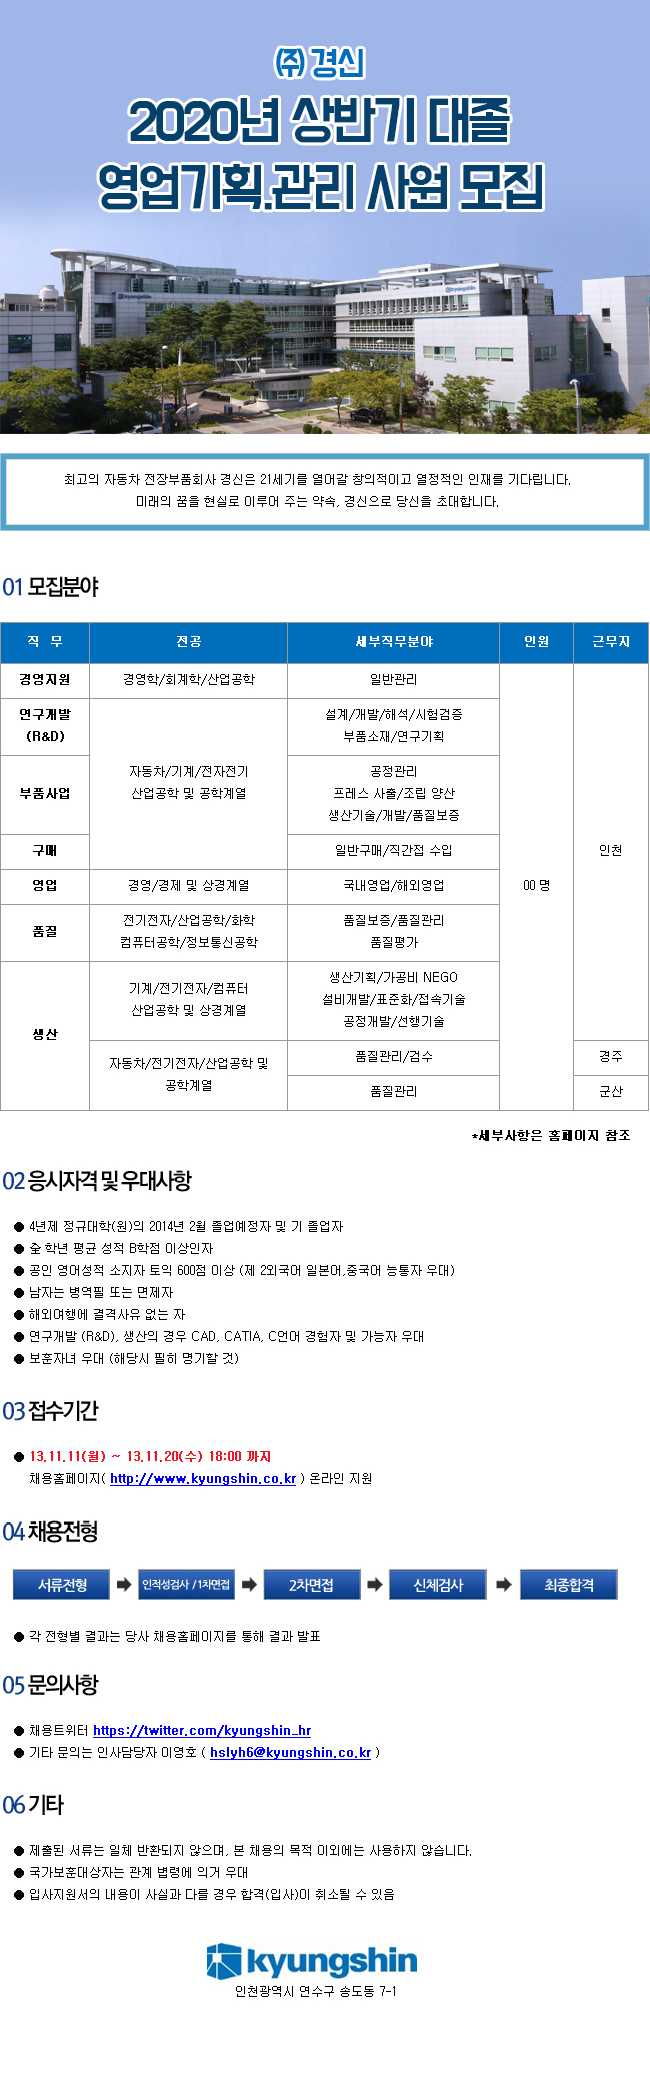 ㈜ 경신
2020년 상반기 대졸
영업기획.관리 사원 모집
kyungshin
kyungshin
최고의 자동차 전장부품회사 경신은 21세기를 열어갈 창의적이고 열정적인 인재를 기다립니다.
미래의 꿈을 현실로 이루어 주는 약속, 경신으로 당신을 초대합니다.
01 모집분야
직 무 전공 세부직무분야 인원 근무지
경영지원 경영학/회계학/산업공학 일반관리
연구개발 (R&D) 설계/개발/해석/시험검증
부품소재/연구기획
자동차/기계/전자전기
산업공학 및 공학계열
부품사업 공정관리
프레스 사출/조립 양산
생산기술/개발/품질보증
구매 일반구매/직간접 수입 인천
영업 경영/경제 및 상경계열 국내영업/해외영업 00 명
품질 전기전자/산업공학/화학
컴퓨터공학/정보통신공학
품질보증/품질관리
품질평가
생산 기계/전기전자/컴퓨터
산업공학 및 상경계열
생산기획/가공비 NEGO
설비개발/표준화/접속기술
공정개발/선행기술
자동차/전기전자/산업공학 및
공학계열
품질관리/검수 경주
품질관리 군산
*세부사항은 홈페이지 참조
02 응시자격 및 우대사항
● 4년제 정규대학(원)의 2014년 2월 졸업예정자 및 기 졸업자
● 全 학년 평균 성적 B학점 이상인자
● 공인 영어성적 소지자 토익 600점 이상 (제 2외국어 일본어,중국어 능통자 우대)
● 남자는 병역필 또는 면제자
● 해외여행에 결격사유 없는 자
● 연구개발 (R&D), 생산의 경우 CAD, CATIA, C언어 경험자 및 가능자 우대
● 보훈자녀 우대 (해당시 필히 명기할 것)
03 접수기간
● 13.11.11(월) ~ 13.11.20(수) 18:00 까지
채용홈페이지( http://www.kyungshin.co.kr ) 온라인 지원
04 채용전형
서류전형 → 인적성검사 / 1차면접 → 2차면접 → 신체검사 → 최종합격
● 각 전형별 결과는 당사 채용홈페이지를 통해 결과 발표
05 문의사항
● 채용트위터 https://twitter.com/kyungshin_hr
● 기타 문의는 인사담당자 이영호 ( hslyh6@kyungshin.co.kr )
06 기타
● 제출된 서류는 일체 반환되지 않으며, 본 채용의 목적 이외에는 사용하지 않습니다.
● 국가보훈대상자는 관계 법령에 의거 우대
● 입사지원서의 내용이 사실과 다를 경우 합격(입사)이 취소될 수 있음
kyungshin
인천광역시 연수구 송도동 7-1